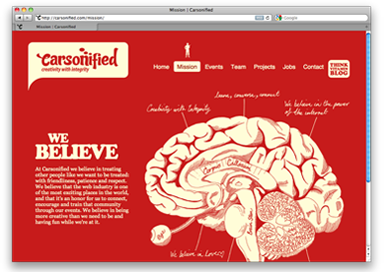 Mission | Carsonified
http://carsonified.com/mission/
Google
Mission | Carsonified
Carsonified
creativity with integrity
Home Mission Events Team Projects Jobs Contact THINK VITAMIN BLOG
Creativity with Integrity
We believe in the power
of the internet
WE
BELIEVE
At Carsonified we believe in treating
other people like we want to be treated:
with friendliness, patience and respect.
We believe that the web industry is one
of the most exciting places in the world,
and that it's an honor for us to connect,
encourage and train that community
through our events. We believe in being
more creative than we need to be and
having fun while we're at it.
Corpus Callosum
We believe in